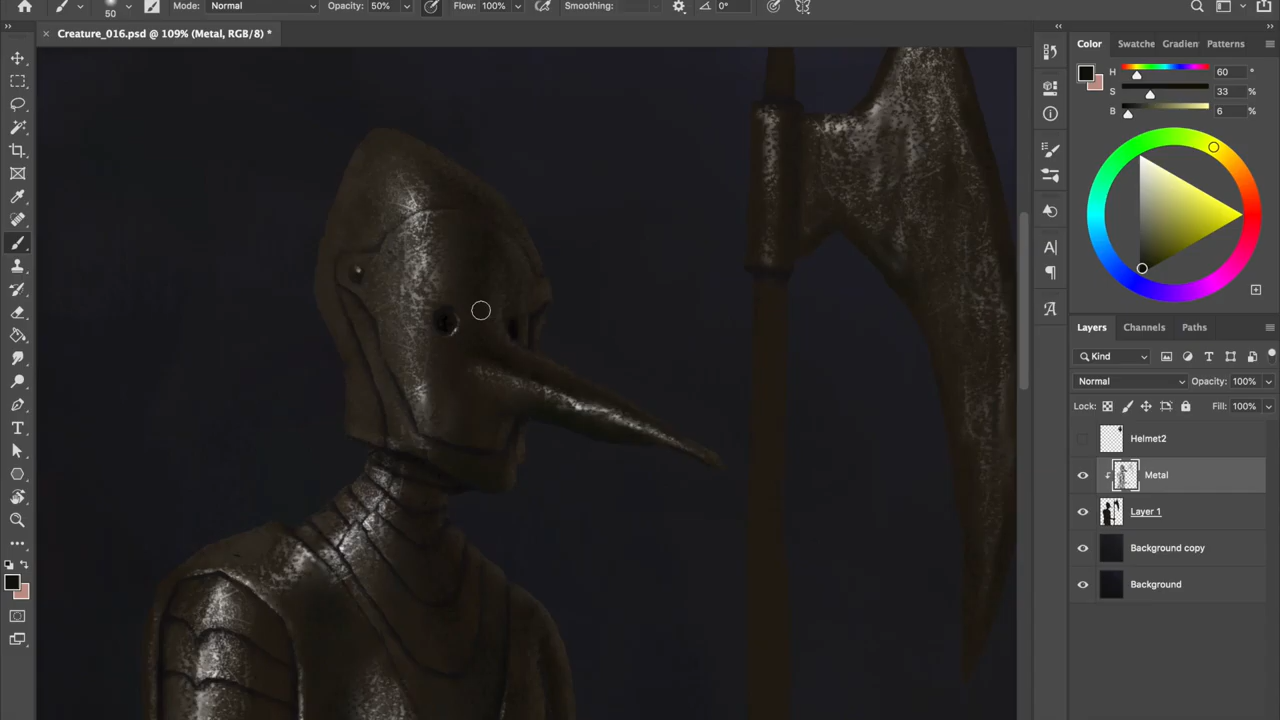 50 Mode: Normal Opacity: 50% Flow: 100% Smoothing: 0°
× Creature_016.psd @ 109% (Metal, RGB/8) *
Color Swatche Gradien Patterns
H 60 °
S 33 %
B 6 %
Layers Channels Paths
Kind
Normal Opacity: 100%
Lock: Fill: 100%
Helmet2
Metal
Layer 1
Background copy
Background